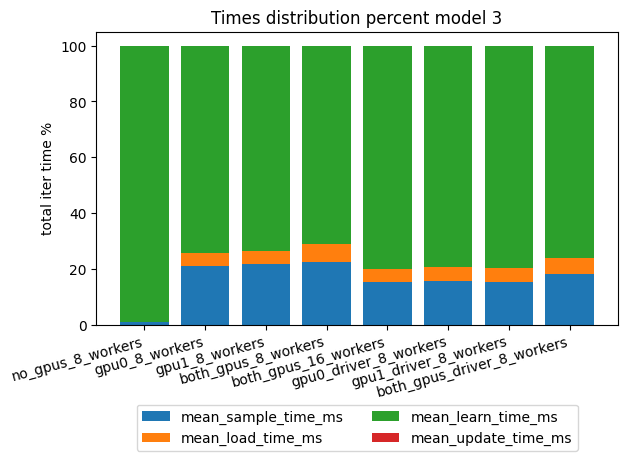 Times distribution percent model 3
total iter time %
100
80
60
40
20
0
no_gpus_8_workers
gpu0_8_workers
gpu1_8_workers
both_gpus_8_workers
both_gpus_16_workers
gpu0_driver_8_workers
gpu1_driver_8_workers
both_gpus_driver_8_workers
mean_sample_time_ms
mean_load_time_ms
mean_learn_time_ms
mean_update_time_ms